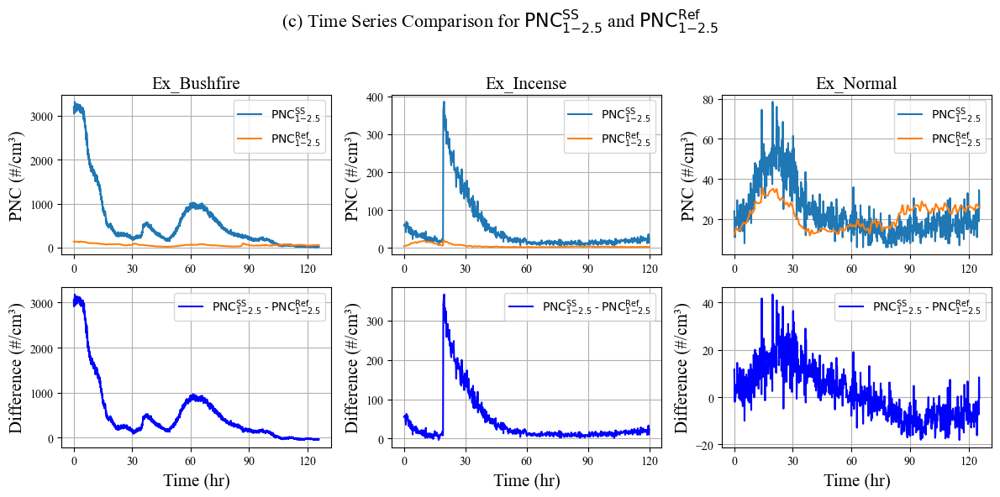 (c) Time Series Comparison for PNC^SS_1−2.5 and PNC^Ref_1−2.5
Ex_Bushfire
PNC (#/cm³)
3000
2000
1000
0
PNC^SS_1−2.5
PNC^Ref_1−2.5
0 30 60 90 120
Ex_Incense
PNC (#/cm³)
400
300
200
100
0
PNC^SS_1−2.5
PNC^Ref_1−2.5
0 30 60 90 120
Ex_Normal
PNC (#/cm³)
80
60
40
20
PNC^SS_1−2.5
PNC^Ref_1−2.5
0 30 60 90 120
Difference (#/cm³)
3000
2000
1000
0
PNC^SS_1−2.5 - PNC^Ref_1−2.5
0 30 60 90 120
Time (hr)
Difference (#/cm³)
300
200
100
0
PNC^SS_1−2.5 - PNC^Ref_1−2.5
0 30 60 90 120
Time (hr)
Difference (#/cm³)
40
20
0
−20
PNC^SS_1−2.5 - PNC^Ref_1−2.5
0 30 60 90 120
Time (hr)